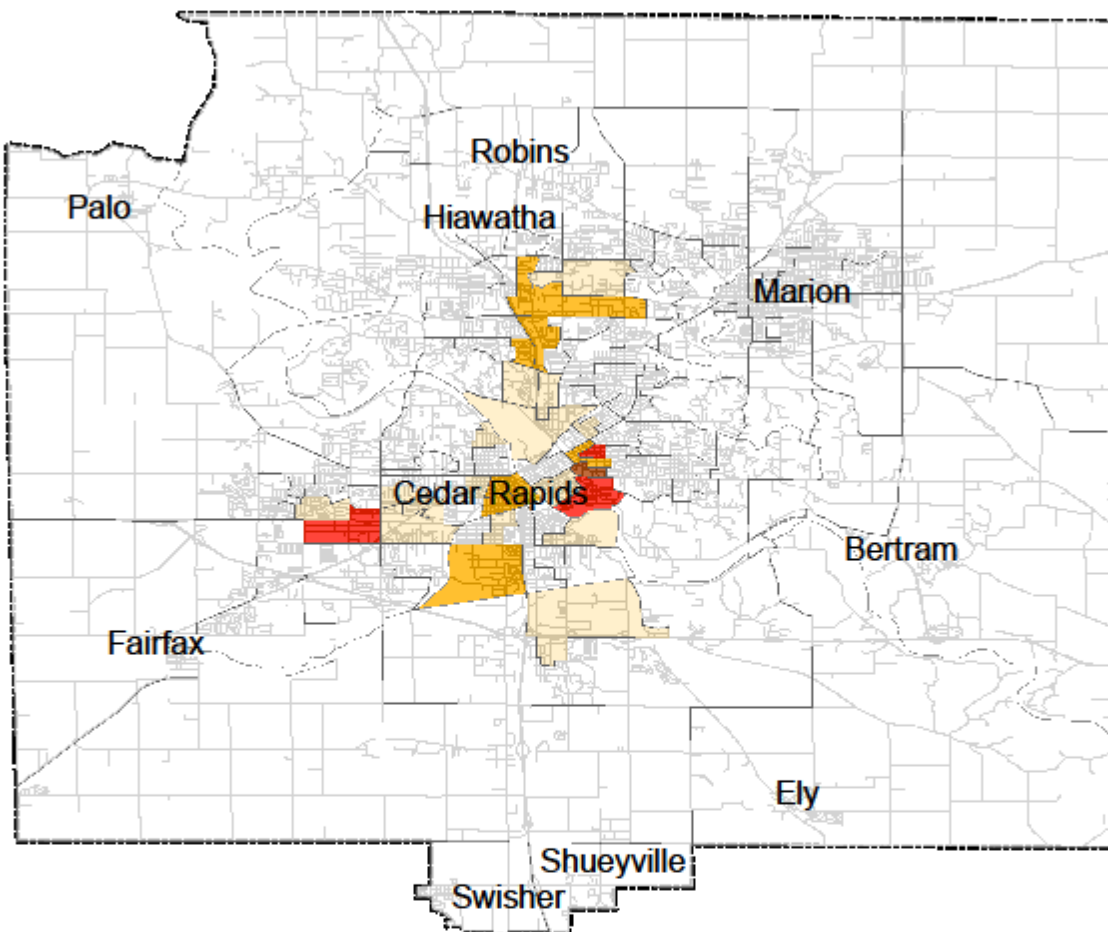 Robins
Palo
Hiawatha
Marion
Cedar Rapids
Bertram
Fairfax
Ely
Shueyville
Swisher